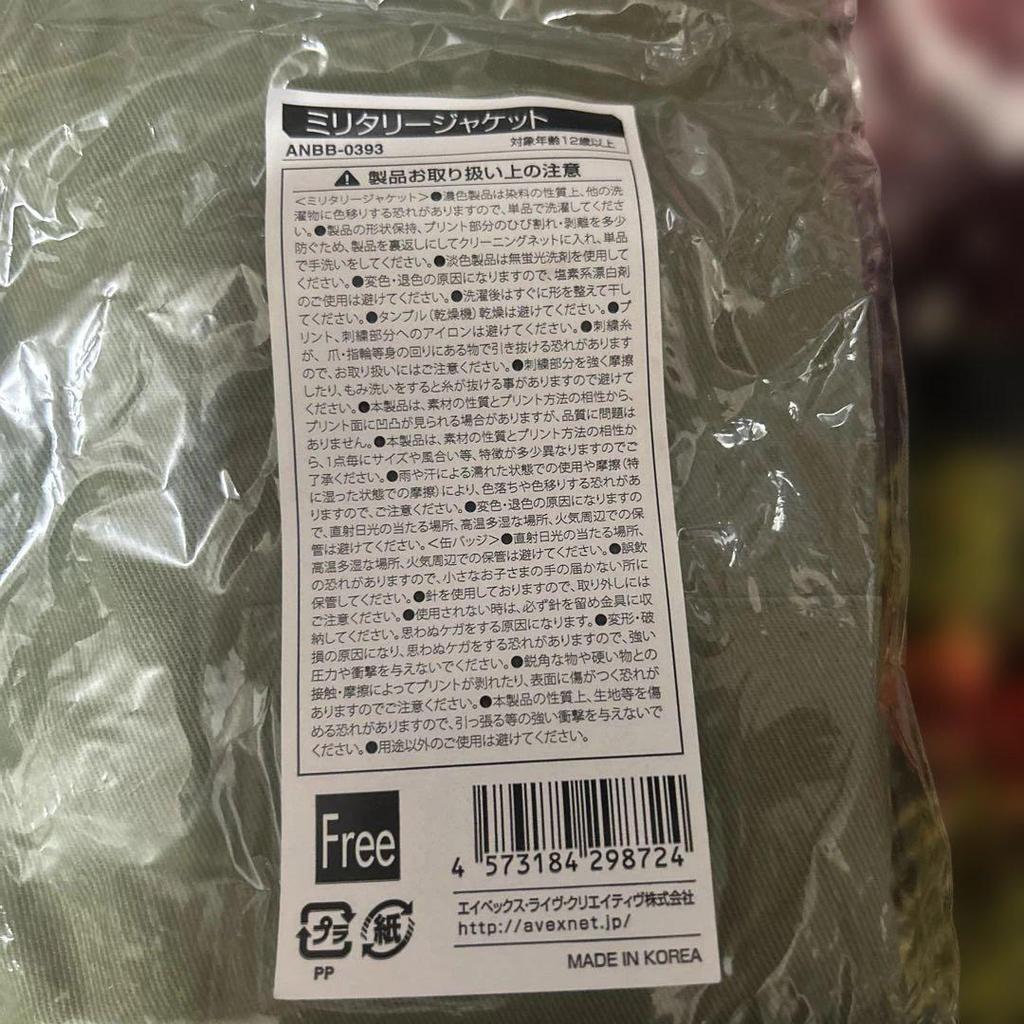 ミリタリージャケット
ANBB-0393
対象年齢12歳以上
製品お取り扱い上の注意
<ミリタリージャケット>●濃色製品は染料の性質上、他の洗
濯物に色移りする恐れがありますので、単品で洗濯してくださ
い。●製品の形状保持、プリント部分のひび割れ・剥離を多少
防ぐため、製品を裏返しにしてクリーニングネットに入れ、単品
で手洗いをしてください。●淡色製品は無蛍光洗剤を使用して
ください。●変色・退色の原因になりますので、塩素系漂白剤
のご使用は避けてください。●洗濯後はすぐに形を整えて干し
てください。●タンブル(乾燥機)乾燥は避けてください。●プ
リント、刺繍部分へのアイロンは避けてください。●刺繍糸
が、爪・指輪等身の回りにある物で引き抜ける恐れがあります
ので、お取り扱いにはご注意ください。●刺繍部分を強く摩擦
したり、もみ洗いをすると糸が抜ける事がありますので避けて
ください。●本製品は、素材の性質とプリント方法の相性から、
プリント面に凹凸が見られる場合がありますが、品質に問題は
ありません。●本製品は、素材の性質とプリント方法の相性か
ら、1点毎にサイズや風合い等、特徴が多少異なりますのでご
了承ください。●雨や汗による濡れた状態での使用や摩擦(特
に湿った状態での摩擦)により、色落ちや色移りする恐れがあ
りますので、ご注意ください。●変色・退色の原因になりますの
で、直射日光の当たる場所、高温多湿な場所、火気周辺での保
管は避けてください。<缶バッジ>●直射日光の当たる場所、
高温多湿な場所、火気周辺での保管は避けてください。●誤飲
の恐れがありますので、小さなお子さまの手の届かない所に
保管してください。●針を使用しておりますので、取り外しには
ご注意ください。●使用されない時は、必ず針を留め金具に収
納してください。思わぬケガをする原因になります。●変形・破
損の原因になり、思わぬケガをする恐れがありますので、強い
圧力や衝撃を与えないでください。●鋭角な物や硬い物との
接触・摩擦によってプリントが剥れたり、表面に傷がつく恐れが
ありますのでご注意ください。●本製品の性質上、生地等を傷
める恐れがありますので、引っ張る等の強い衝撃を与えないで
ください。●用途以外のご使用は避けてください。
Free
4 573184 298724
プラ
紙
PP
エイベックス・ライヴ・クリエイティヴ株式会社
http://avexnet.jp/
MADE IN KOREA